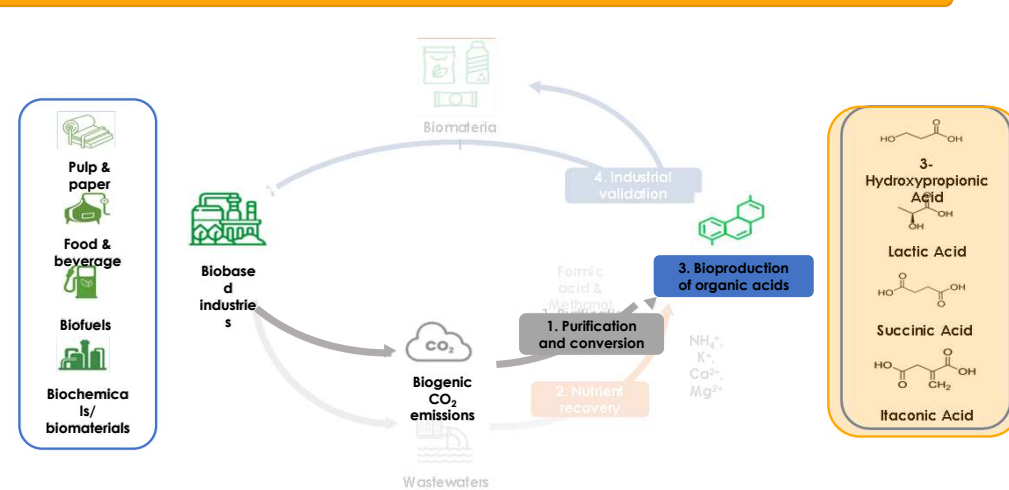 Biomateria
Pulp &
paper
Food &
beverage
Biofuels
Biochemica
ls/
biomaterials
Biobase
d
industrie
s
4. Industrial
validation
3. Bioproduction
of organic acids
Formic
acid &
Methanol
1. Purification
and conversion
CO₂
Biogenic
CO₂
emissions
2. Nutrient
recovery
NH₄⁺,
K⁺,
Ca²⁺,
Mg²⁺
Wastewaters
HO
O
OH
3-
Hydroxypropionic
Acid
O
OH
OH
Lactic Acid
HO
O
O
OH
Succinic Acid
HO
O
O
OH
CH₂
Itaconic Acid